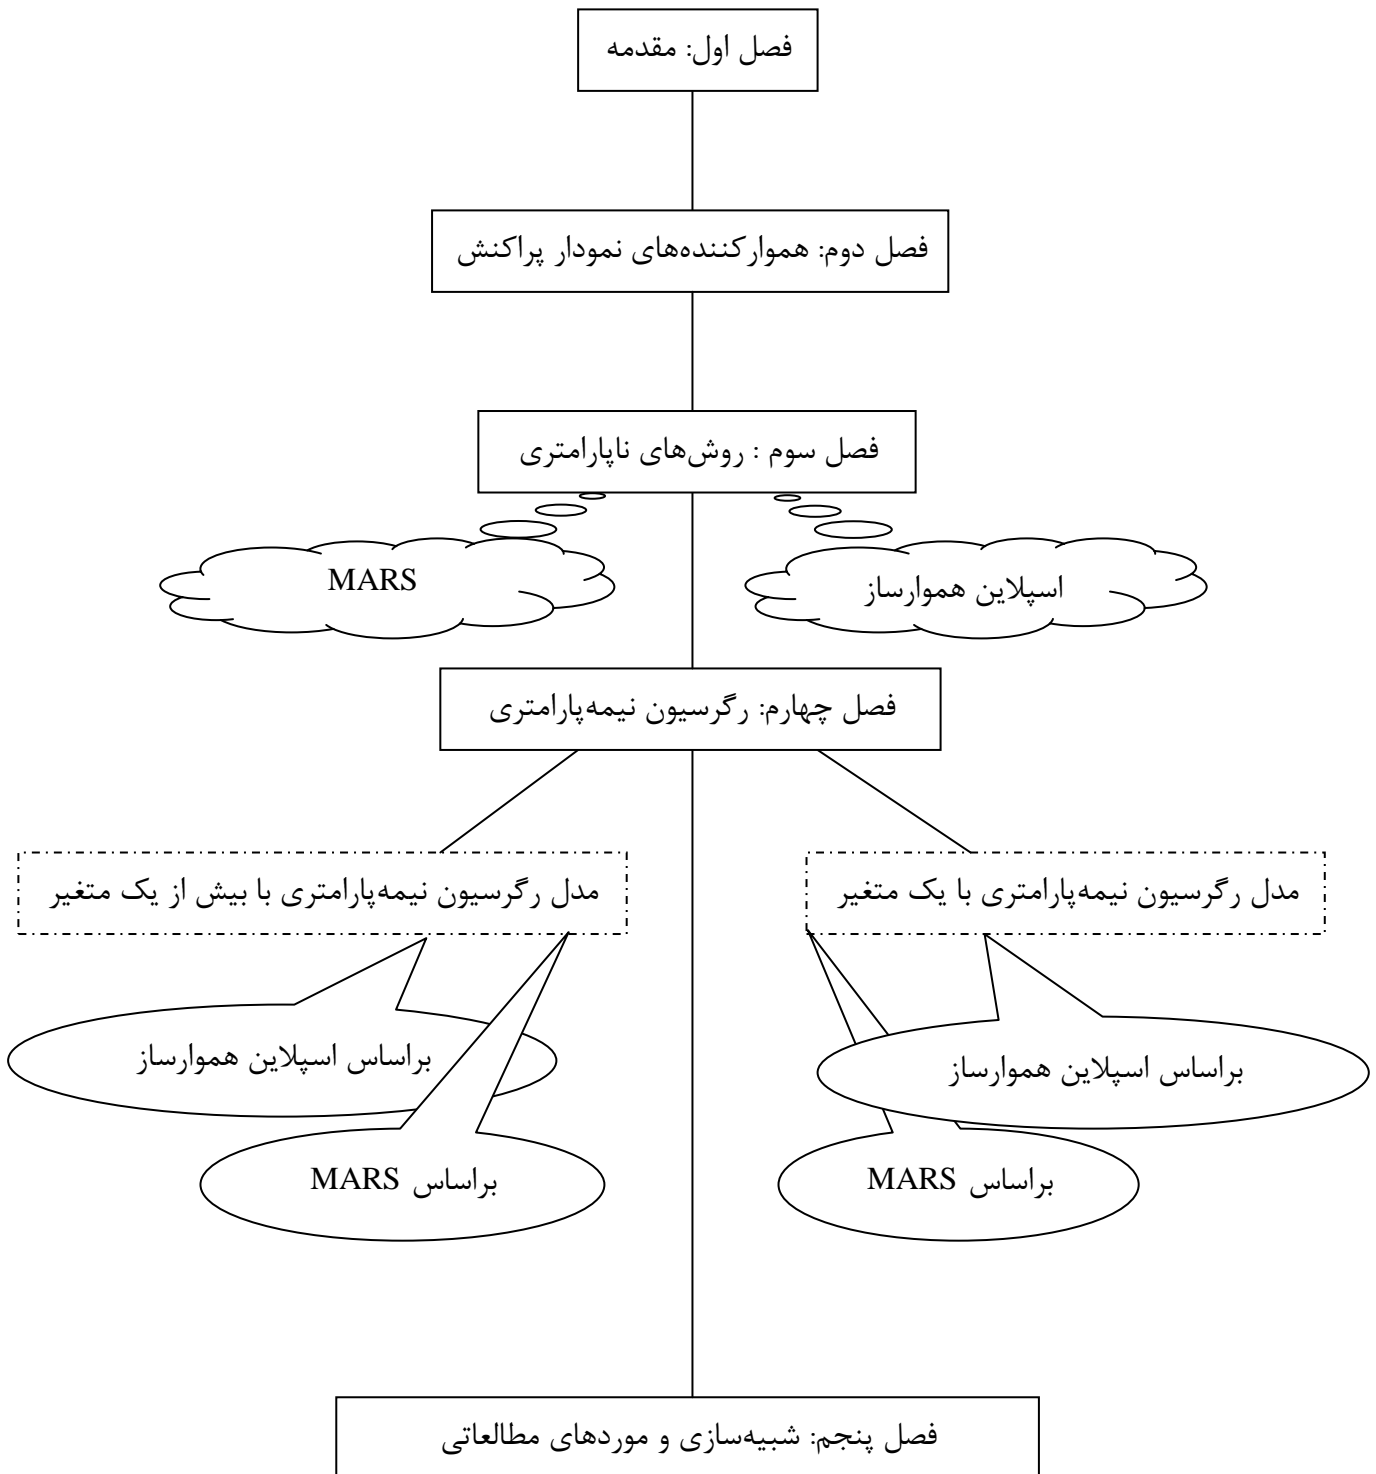 فصل اول: مقدمه
فصل دوم: هموارکننده‌های نمودار پراکنش
فصل سوم : روش‌های ناپارامتری
اسپلاین هموارساز
MARS
فصل چهارم: رگرسیون نیمه‌پارامتری
مدل رگرسیون نیمه‌پارامتری با یک متغیر
مدل رگرسیون نیمه‌پارامتری با بیش از یک متغیر
براساس اسپلاین هموارساز
براساس اسپلاین هموارساز
براساس MARS
براساس MARS
فصل پنجم: شبیه‌سازی و موردهای مطالعاتی